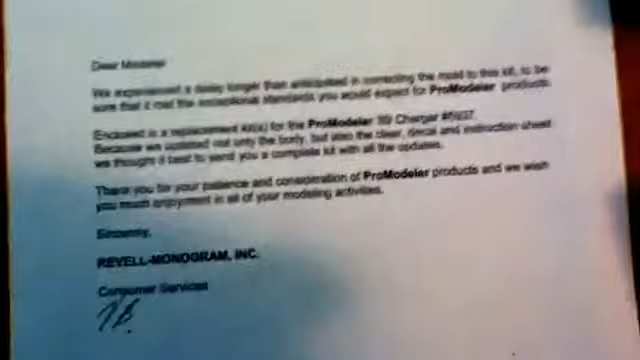 Dear Modeler
We experienced a delay longer than anticipated in correcting the mold to this kit, to be
sure that it met the exceptional standards you would expect for ProModeler products
Enclosed is a replacement kit(s) for the ProModeler '69 Charger #5937.
Because we updated not only the body, but also the clear, decal and instruction sheet
we thought it best to send you a complete kit with all the updates.
Thank you for your patience and consideration of ProModeler products and we wish
you much enjoyment in all of your modeling activities.
Sincerely,
REVELL-MONOGRAM, INC.
Consumer Services